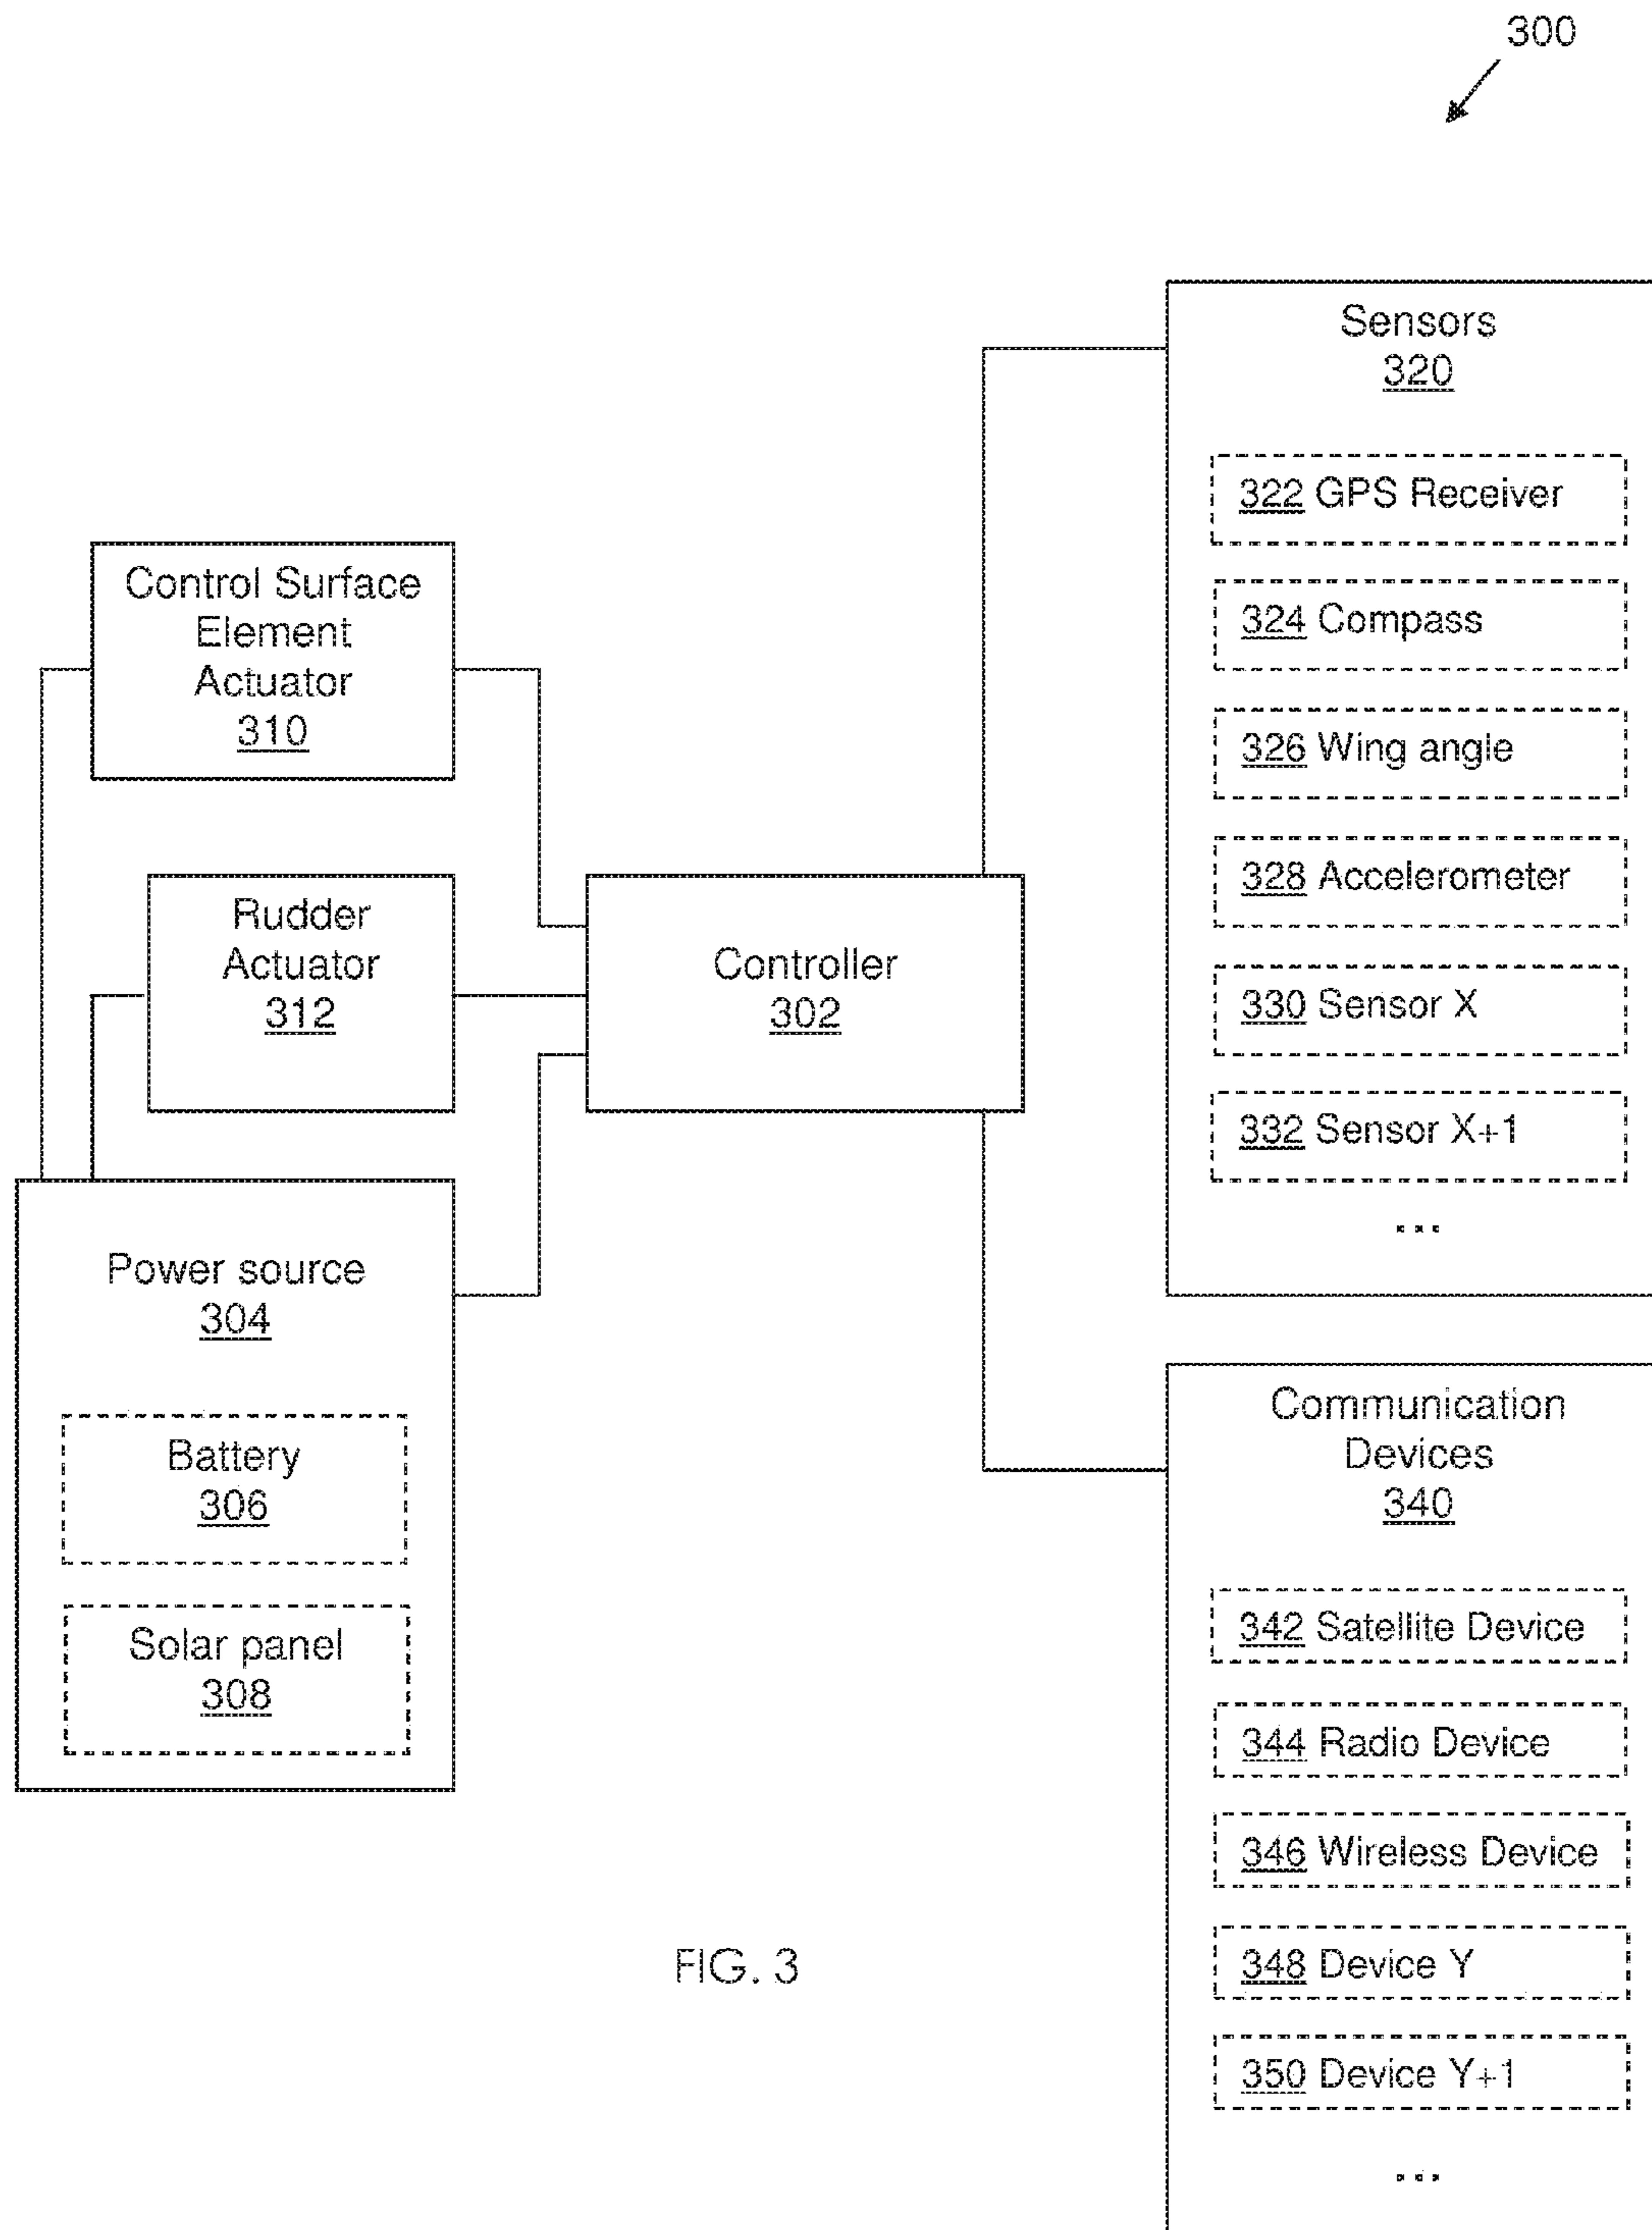 300
Sensors
320
322 GPS Receiver
324 Compass
326 Wing angle
328 Accelerometer
330 Sensor X
332 Sensor X+1
...
Control Surface
Element
Actuator
310
Rudder
Actuator
312
Controller
302
Power source
304
Battery
306
Solar panel
308
Communication
Devices
340
342 Satellite Device
344 Radio Device
346 Wireless Device
348 Device Y
350 Device Y+1
...
FIG. 3